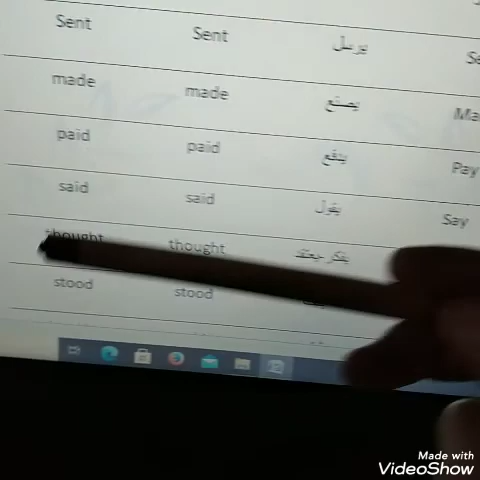 Sent Sent يرسل
made made يصنع Ma
paid paid يدفع Pay
said said يقول Say
thought thought يفكر-يعتقد
stood stood
Made with
VideoShow